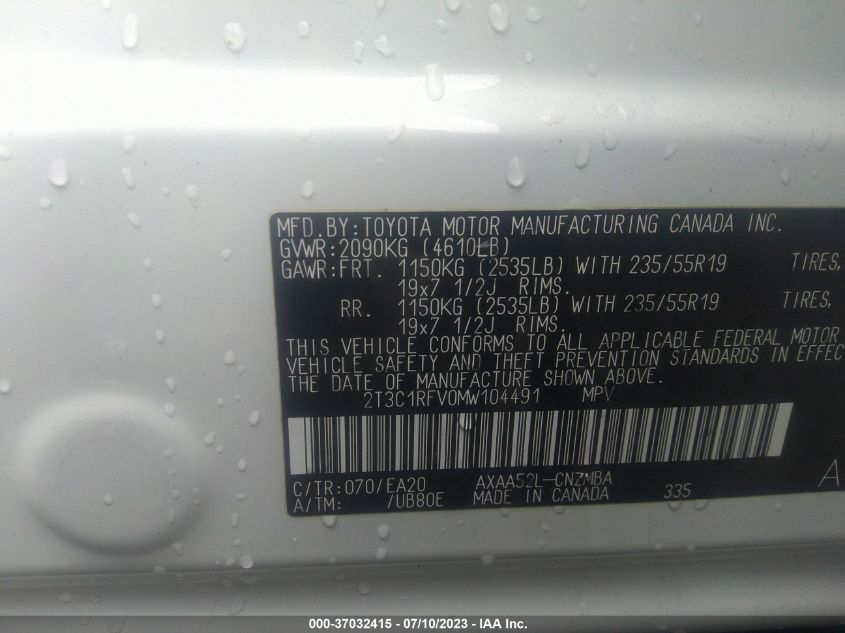 MFD.BY:TOYOTA MOTOR MANUFACTURING CANADA INC.
GVWR:2090KG (4610LB)
GAWR:FRT. 1150KG (2535LB) WITH 235/55R19 TIRES,
19x7 1/2J RIMS.
RR. 1150KG (2535LB) WITH 235/55R19 TIRES,
19x7 1/2J RIMS.
THIS VEHICLE CONFORMS TO ALL APPLICABLE FEDERAL MOTOR
VEHICLE SAFETY AND THEFT PREVENTION STANDARDS IN EFFEC
THE DATE OF MANUFACTURE SHOWN ABOVE.
2T3C1RFV0MW104491 MPV
C/TR:070/EA20 AXAA52L-CNZMBA A
A/TM: /UB80E MADE IN CANADA 335
000-37032415 - 07/10/2023 - IAA Inc.